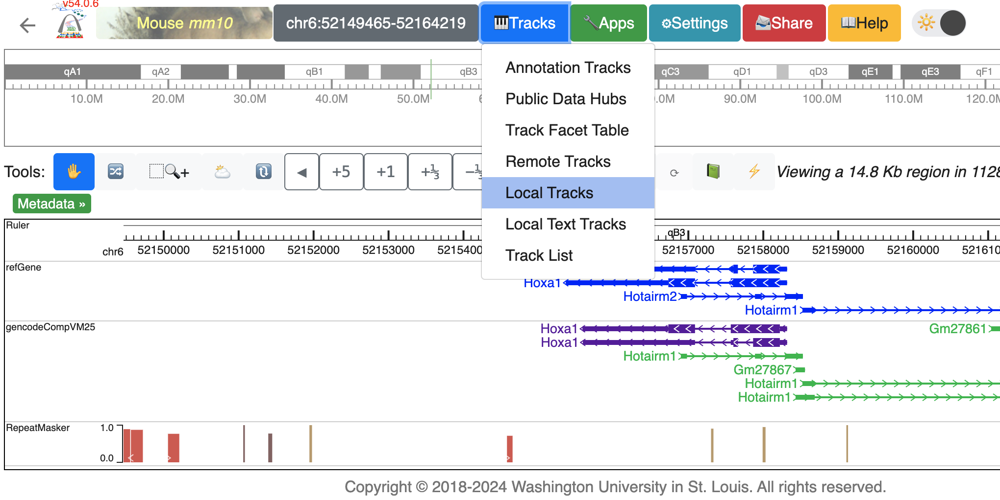 v54.0.6
Mouse mm10
chr6:52149465-52164219
Tracks
Apps
Settings
Share
Help
Annotation Tracks
Public Data Hubs
Track Facet Table
Remote Tracks
Local Tracks
Local Text Tracks
Track List
qA1 qA2 qB1 qB3 qC3 qD1 qD3 qE1 qE3 qF1
10.0M 20.0M 30.0M 40.0M 50.0M 6 .0M 90.0M 100.0M 110.0M 120.0M
Tools: + +5 +1 +⅓ −⅓ Viewing a 14.8 Kb region in 1128
Metadata »
Ruler
qB3
chr6 52150000 52151000 52152000 52153000 5215400 52157000 52158000 52159000 52160000 521610
refGene
Hoxa1
Hotairm2
Hotairm1
gencodeCompVM25
Hoxa1 Gm27861
Hoxa1
Hotairm1
Gm27867
Hotairm1
Hotairm1
RepeatMasker 1.0
0.0
Copyright © 2018-2024 Washington University in St. Louis. All rights reserved.